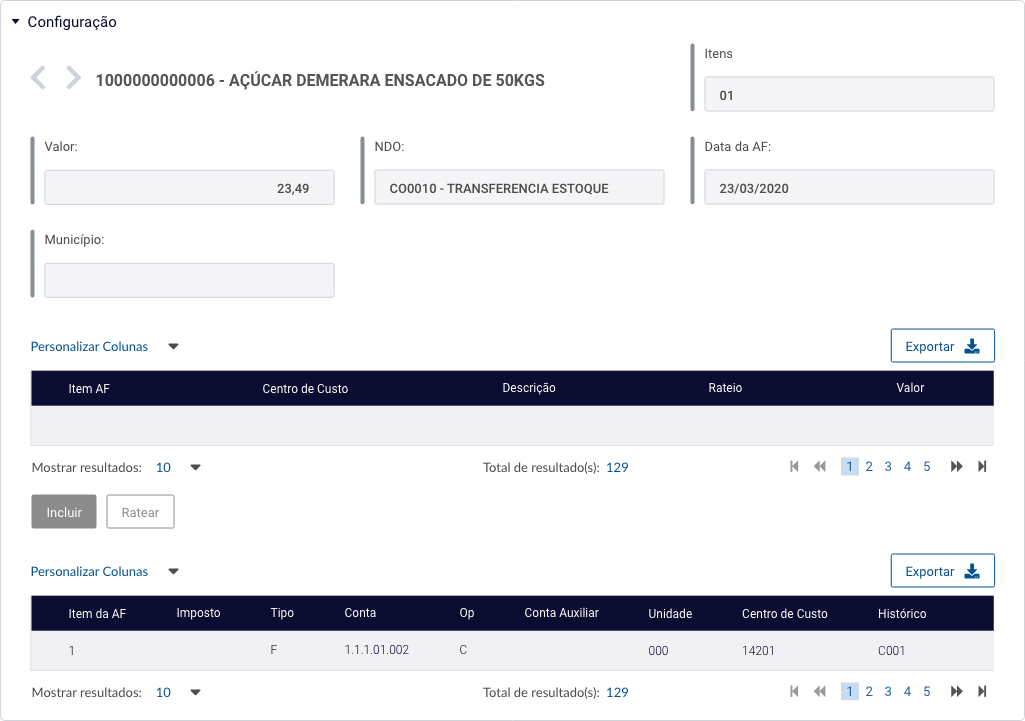 Configuração
Itens
1000000000006 - AÇÚCAR DEMERARA ENSACADO DE 50KGS
01
Valor: NDO: Data da AF:
23,49 CO0010 - TRANSFERENCIA ESTOQUE 23/03/2020
Município:
Personalizar Colunas Exportar
Item AF Centro de Custo Descrição Rateio Valor
Mostrar resultados: 10 Total de resultado(s): 129 1 2 3 4 5
Incluir Ratear
Personalizar Colunas Exportar
Item da AF Imposto Tipo Conta Op Conta Auxiliar Unidade Centro de Custo Histórico
1 F 1.1.1.01.002 C 000 14201 C001
Mostrar resultados: 10 Total de resultado(s): 129 1 2 3 4 5